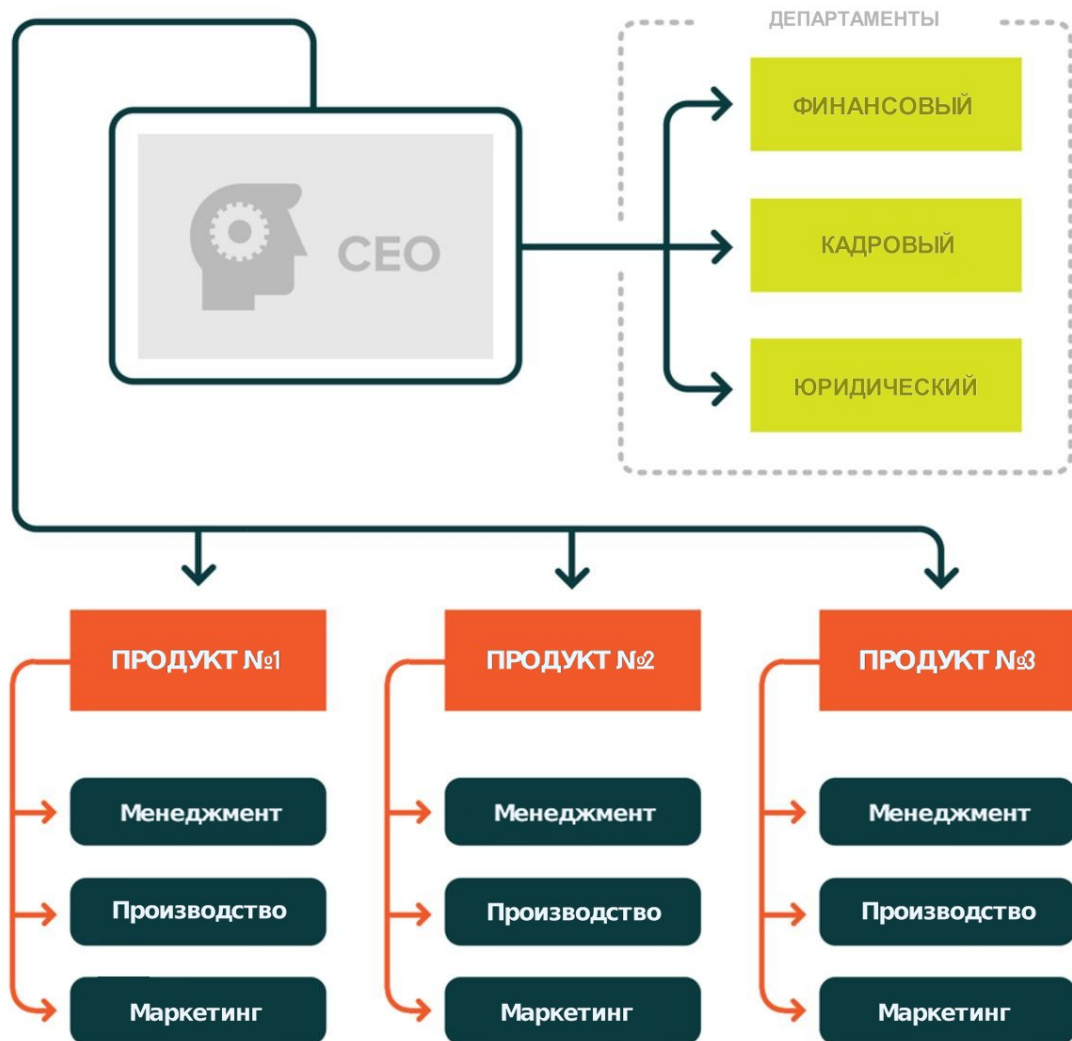 ДЕПАРТАМЕНТЫ
ФИНАНСОВЫЙ
CEO
КАДРОВЫЙ
ЮРИДИЧЕСКИЙ
ПРОДУКТ №1
ПРОДУКТ №2
ПРОДУКТ №3
Менеджмент
Менеджмент
Менеджмент
Производство
Производство
Производство
Маркетинг
Маркетинг
Маркетинг